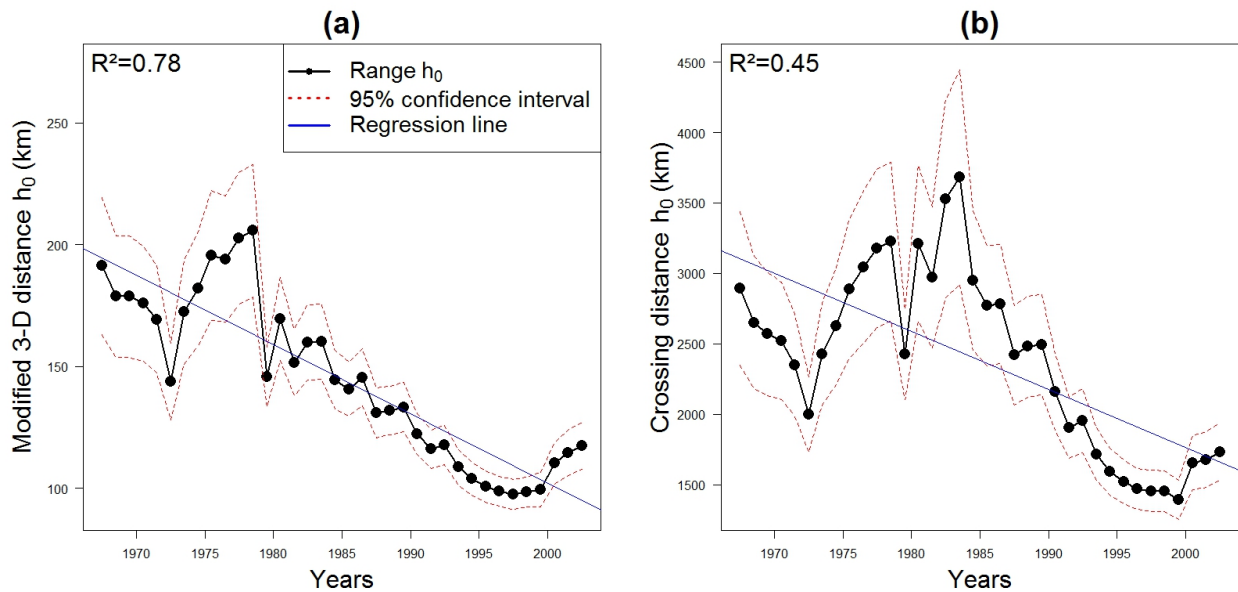 (a)
R²=0.78
Range h₀
95% confidence interval
Regression line
Modified 3-D distance h₀ (km)
250
200
150
100
1970 1975 1980 1985 1990 1995 2000
Years
(b)
R²=0.45
Crossing distance h₀ (km)
4500
4000
3500
3000
2500
2000
1500
1970 1975 1980 1985 1990 1995 2000
Years